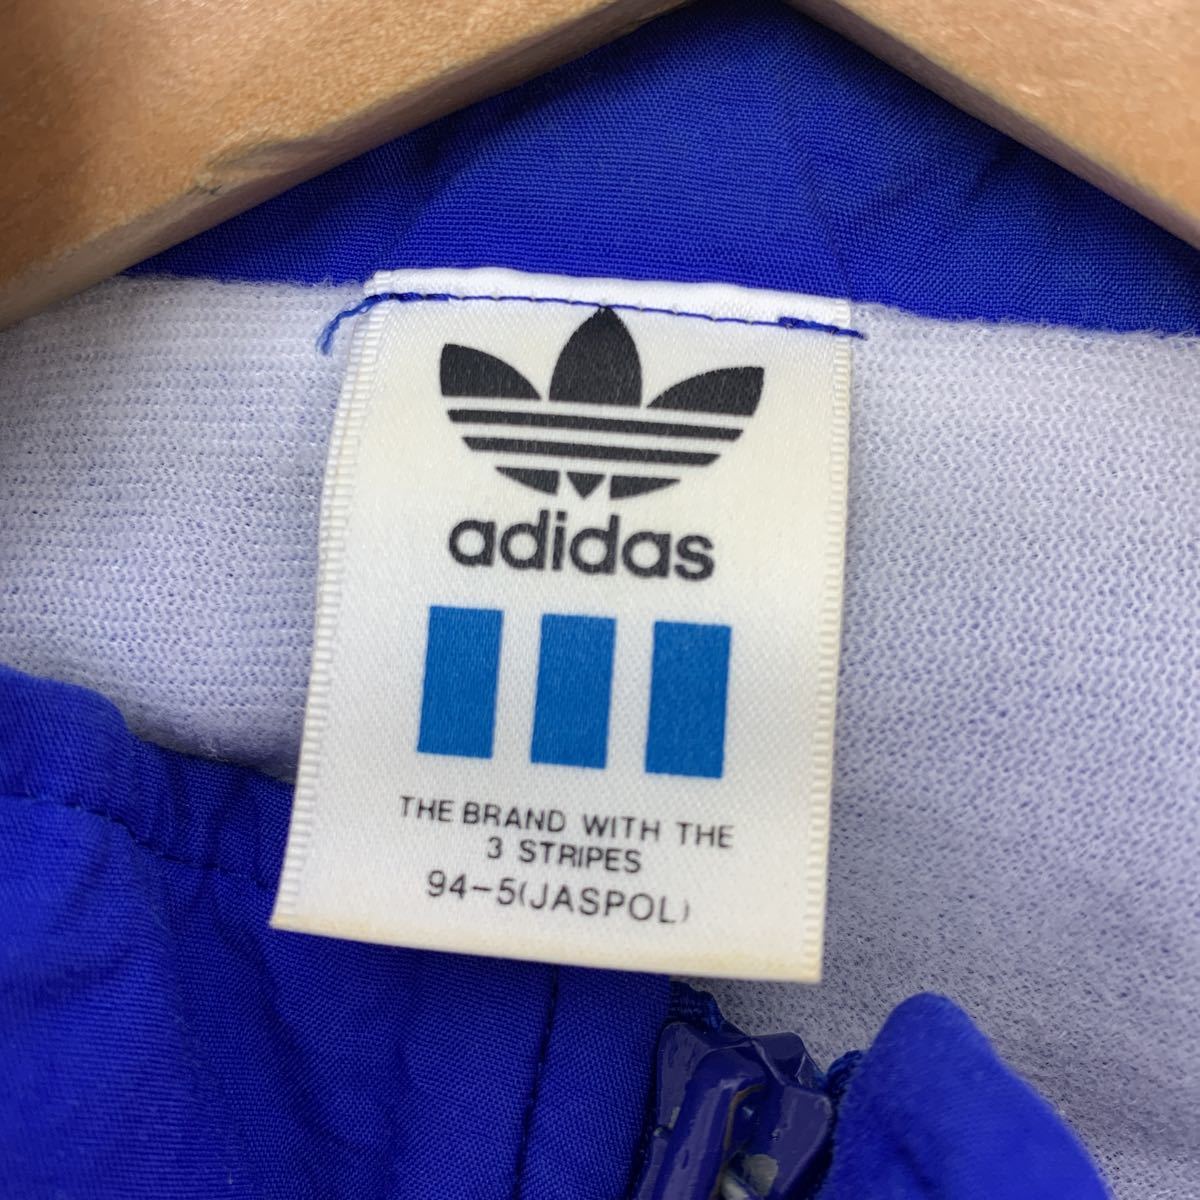 adidas
THE BRAND WITH THE
3 STRIPES
94-5(JASPOL)